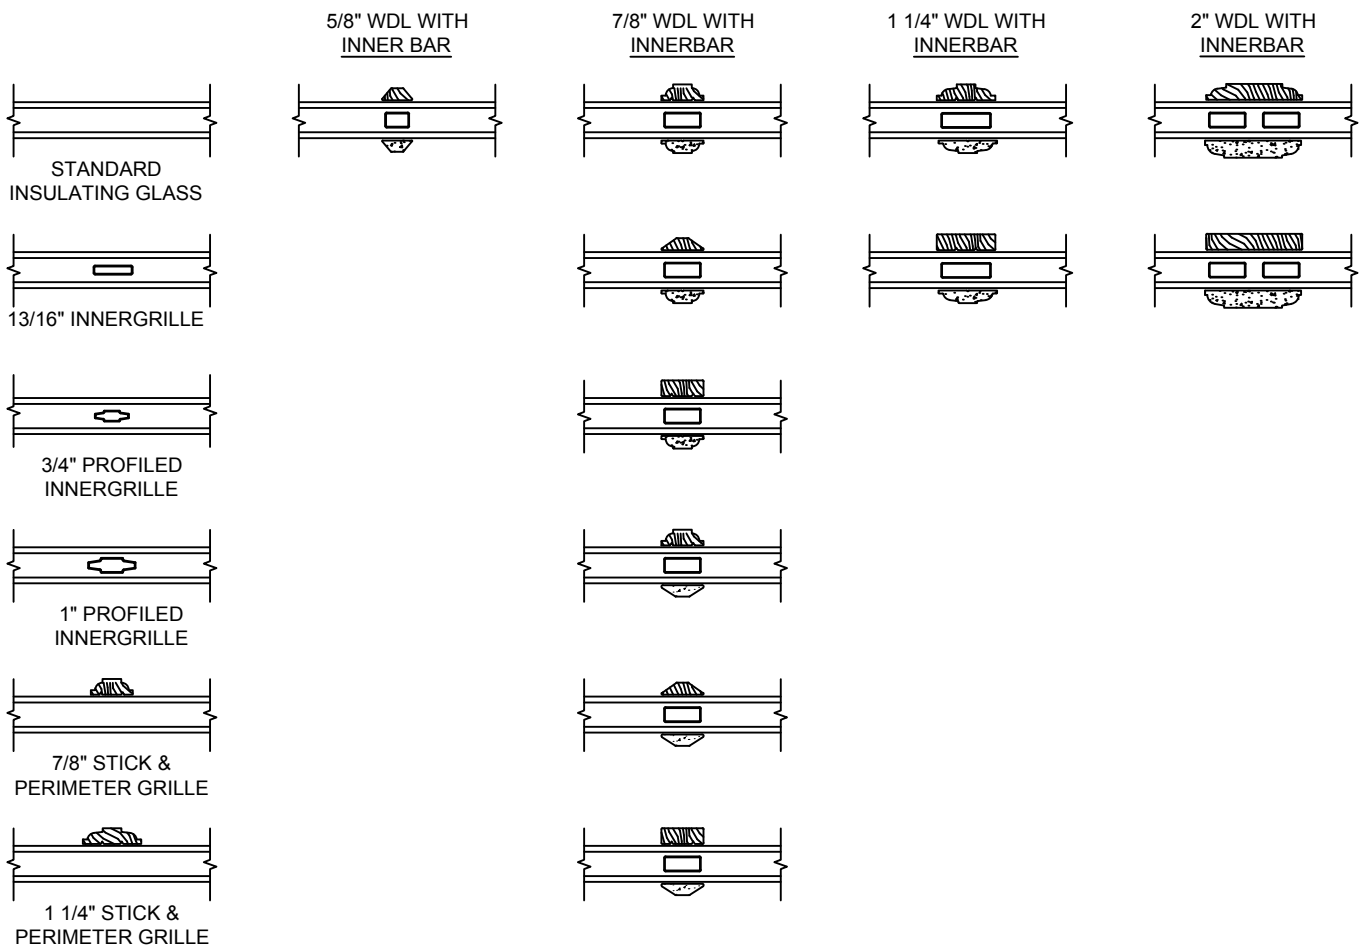 5/8" WDL WITH
INNER BAR
7/8" WDL WITH
INNERBAR
1 1/4" WDL WITH
INNERBAR
2" WDL WITH
INNERBAR
STANDARD
INSULATING GLASS
13/16" INNERGRILLE
3/4" PROFILED
INNERGRILLE
1" PROFILED
INNERGRILLE
7/8" STICK &
PERIMETER GRILLE
1 1/4" STICK &
PERIMETER GRILLE